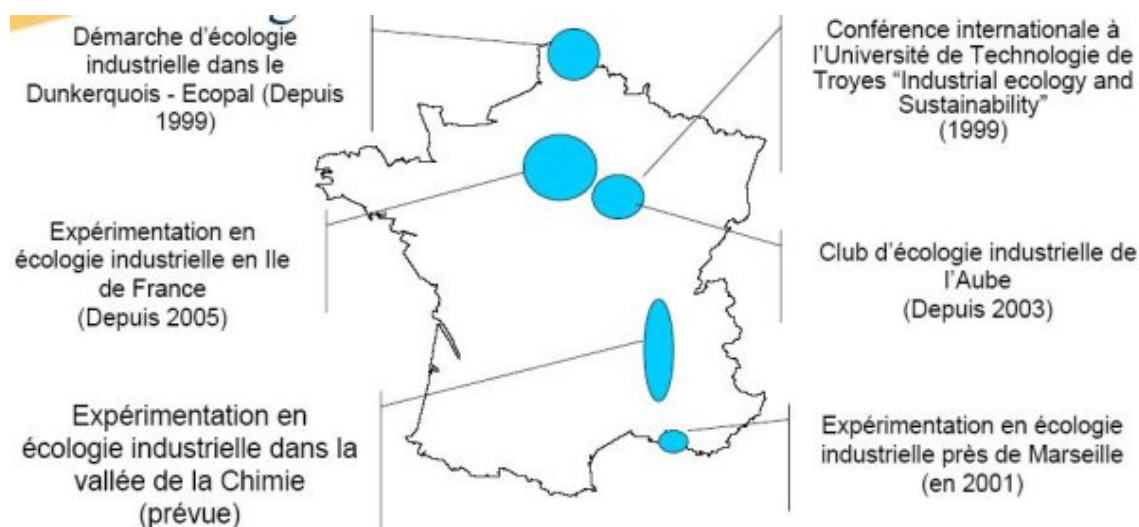 Démarche d'écologie
industrielle dans le
Dunkerquois - Ecopal (Depuis
1999)
Conférence internationale à
l'Université de Technologie de
Troyes “Industrial ecology and
Sustainability”
(1999)
Expérimentation en
écologie industrielle en Ile
de France
(Depuis 2005)
Club d'écologie industrielle de
l'Aube
(Depuis 2003)
Expérimentation en
écologie industrielle dans la
vallée de la Chimie
(prévue)
Expérimentation en écologie
industrielle près de Marseille
(en 2001)